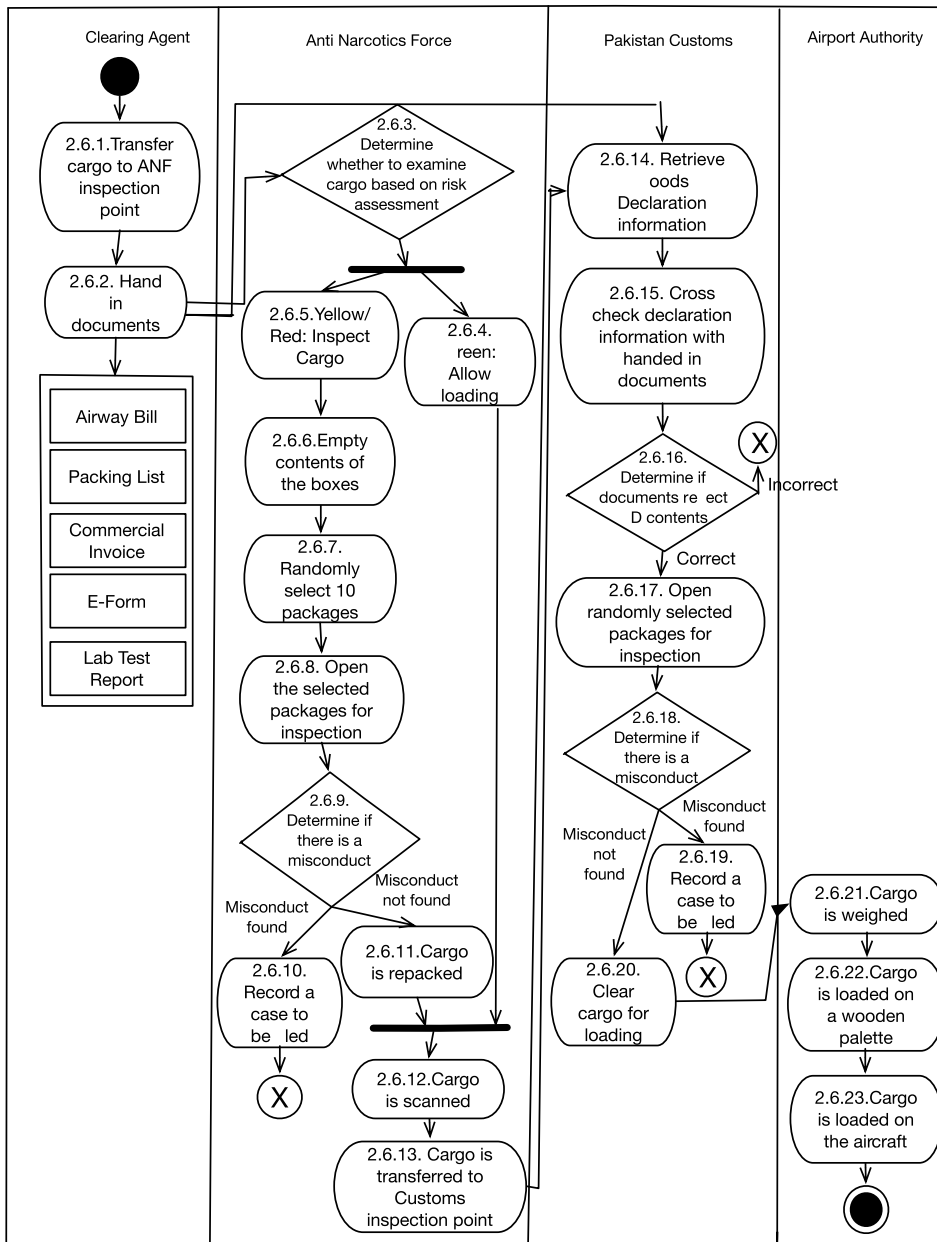 Clearing Agent
Anti Narcotics Force
Pakistan Customs
Airport Authority
2.6.1.Transfer
cargo to ANF
inspection
point
2.6.2. Hand
in
documents
Airway Bill
Packing List
Commercial
Invoice
E-Form
Lab Test
Report
2.6.3.
Determine
whether to examine
cargo based on risk
assessment
2.6.5.Yellow/
Red: Inspect
Cargo
2.6.4.
reen:
Allow
loading
2.6.6.Empty
contents of
the boxes
2.6.7.
Randomly
select 10
packages
2.6.8. Open
the selected
packages for
inspection
2.6.9.
Determine if
there is a
misconduct
Misconduct
found
Misconduct
not found
2.6.10.
Record a
case to
be led
X
2.6.11.Cargo
is repacked
2.6.12.Cargo
is scanned
2.6.13. Cargo is
transferred to
Customs
inspection point
2.6.14. Retrieve
oods
Declaration
information
2.6.15. Cross
check declaration
information with
handed in
documents
2.6.16.
Determine if
documents re ect
D contents
X
Incorrect
Correct
2.6.17. Open
randomly selected
packages for
inspection
2.6.18.
Determine if
there is a
misconduct
Misconduct
not
found
Misconduct
found
2.6.19.
Record a
case to
be led
X
2.6.20.
Clear
cargo for
loading
2.6.21.Cargo
is weighed
2.6.22.Cargo
is loaded on
a wooden
palette
2.6.23.Cargo
is loaded on
the aircraft